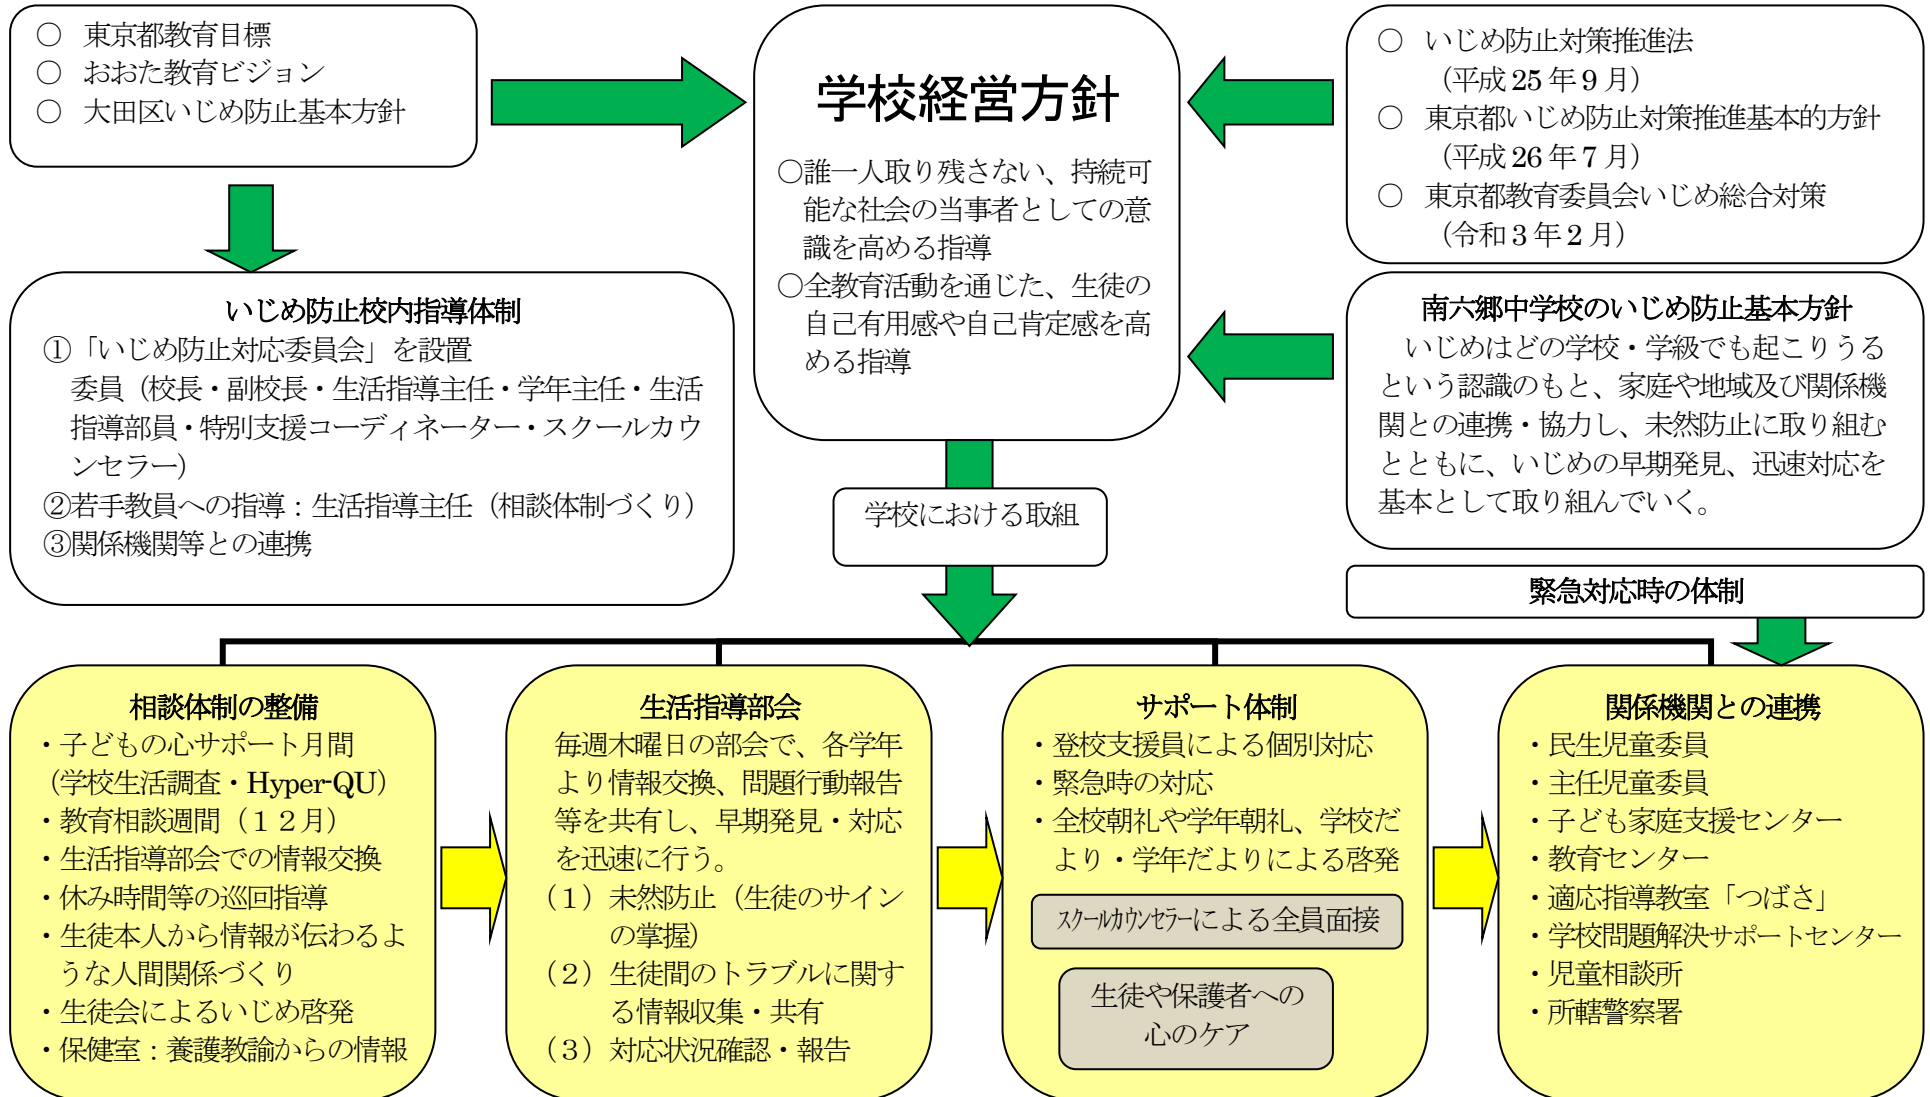 ○ 東京都教育目標
○ おおた教育ビジョン
○ 大田区いじめ防止基本方針
学校経営方針
○誰一人取り残さない、持続可
能な社会の当事者としての意
識を高める指導
○全教育活動を通じた、生徒の
自己有用感や自己肯定感を高
める指導
○ いじめ防止対策推進法
（平成 25 年 9 月）
○ 東京都いじめ防止対策推進基本的方針
（平成 26 年 7 月）
○ 東京都教育委員会いじめ総合対策
（令和 3 年 2 月）
いじめ防止校内指導体制
①「いじめ防止対応委員会」を設置
委員（校長・副校長・生活指導主任・学年主任・生活
指導部員・特別支援コーディネーター・スクールカウ
ンセラー）
②若手教員への指導：生活指導主任（相談体制づくり）
③関係機関等との連携
南六郷中学校のいじめ防止基本方針
いじめはどの学校・学級でも起こりうる
という認識のもと、家庭や地域及び関係機
関との連携・協力し、未然防止に取り組む
とともに、いじめの早期発見、迅速対応を
基本として取り組んでいく。
学校における取組
緊急対応時の体制
相談体制の整備
・子どもの心サポート月間
（学校生活調査・Hyper-QU）
・教育相談週間（１２月）
・生活指導部会での情報交換
・休み時間等の巡回指導
・生徒本人から情報が伝わるよ
うな人間関係づくり
・生徒会によるいじめ啓発
・保健室：養護教諭からの情報
生活指導部会
毎週木曜日の部会で、各学年
より情報交換、問題行動報告
等を共有し、早期発見・対応
を迅速に行う。
（１）未然防止（生徒のサイン
の掌握）
（２）生徒間のトラブルに関す
る情報収集・共有
（３）対応状況確認・報告
サポート体制
・登校支援員による個別対応
・緊急時の対応
・全校朝礼や学年朝礼、学校だ
より・学年だよりによる啓発
スクールカウンセラーによる全員面接
生徒や保護者への
心のケア
関係機関との連携
・民生児童委員
・主任児童委員
・子ども家庭支援センター
・教育センター
・適応指導教室「つばさ」
・学校問題解決サポートセンター
・児童相談所
・所轄警察署